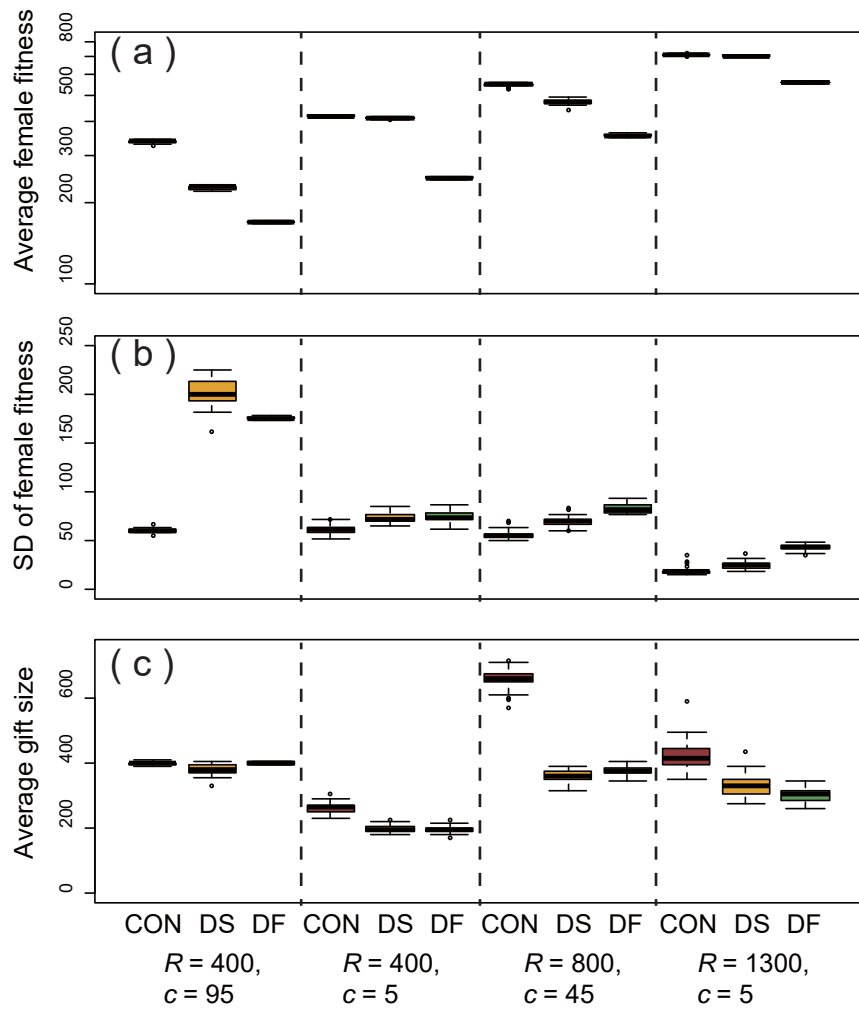 ( a )
Average female fitness
800
500
300
200
100
( b )
SD of female fitness
250
200
150
100
50
0
( c )
Average gift size
600
400
200
0
CON DS DF CON DS DF CON DS DF CON DS DF
R = 400, R = 400, R = 800, R = 1300,
c = 95 c = 5 c = 45 c = 5